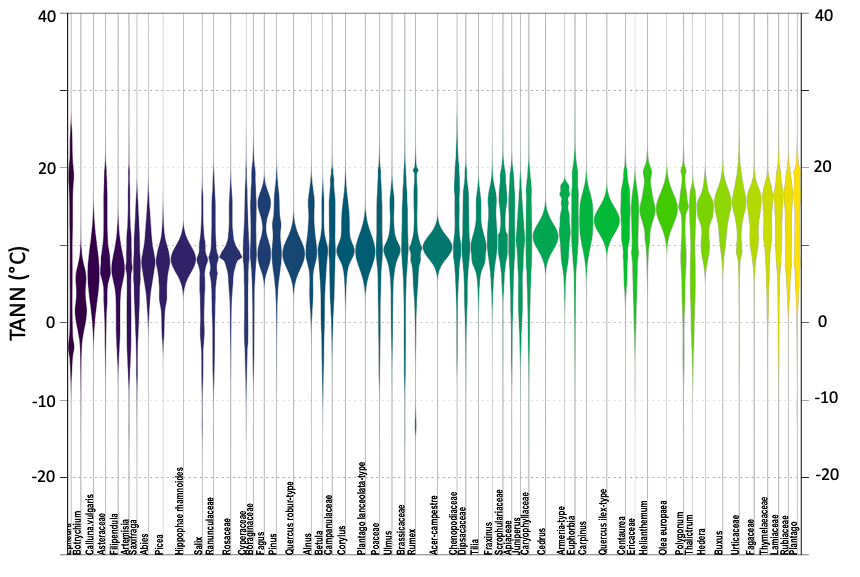 40
20
0
-10
-20
TANN (°C)
40
20
0
-10
-20
Botrychium
Calluna.vulgaris
Asteraceae
Filipendula
Artemisia
Saxifraga
Abies
Picea
Hippophae rhamnoides
Salix
Ranunculaceae
Rosaceae
Cyperaceae
Boraginaceae
Fagus
Pinus
Quercus robur-type
Alnus
Betula
Campanulaceae
Corylus
Plantago lanceolata-type
Poaceae
Ulmus
Brassicaceae
Rumex
Acer-campestre
Chenopodiaceae
Dipsacaceae
Tilia
Fraxinus
Scrophulariaceae
Apiaceae
Juniperus
Caryophyllaceae
Cedrus
Armeria-type
Euphorbia
Carpinus
Quercus ilex-type
Centaurea
Ericaceae
Helianthemum
Olea europaea
Polygonum
Thalictrum
Hedera
Buxus
Urticaceae
Fagaceae
Thymelaeaceae
Lamiaceae
Rubiaceae
Plantago